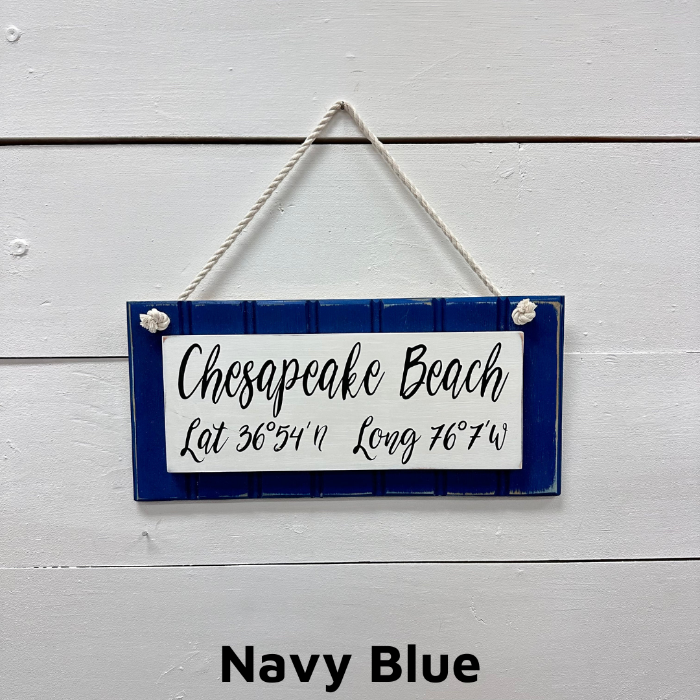 Chesapeake Beach
Lat 36°54'N Long 76°7'W
Navy Blue